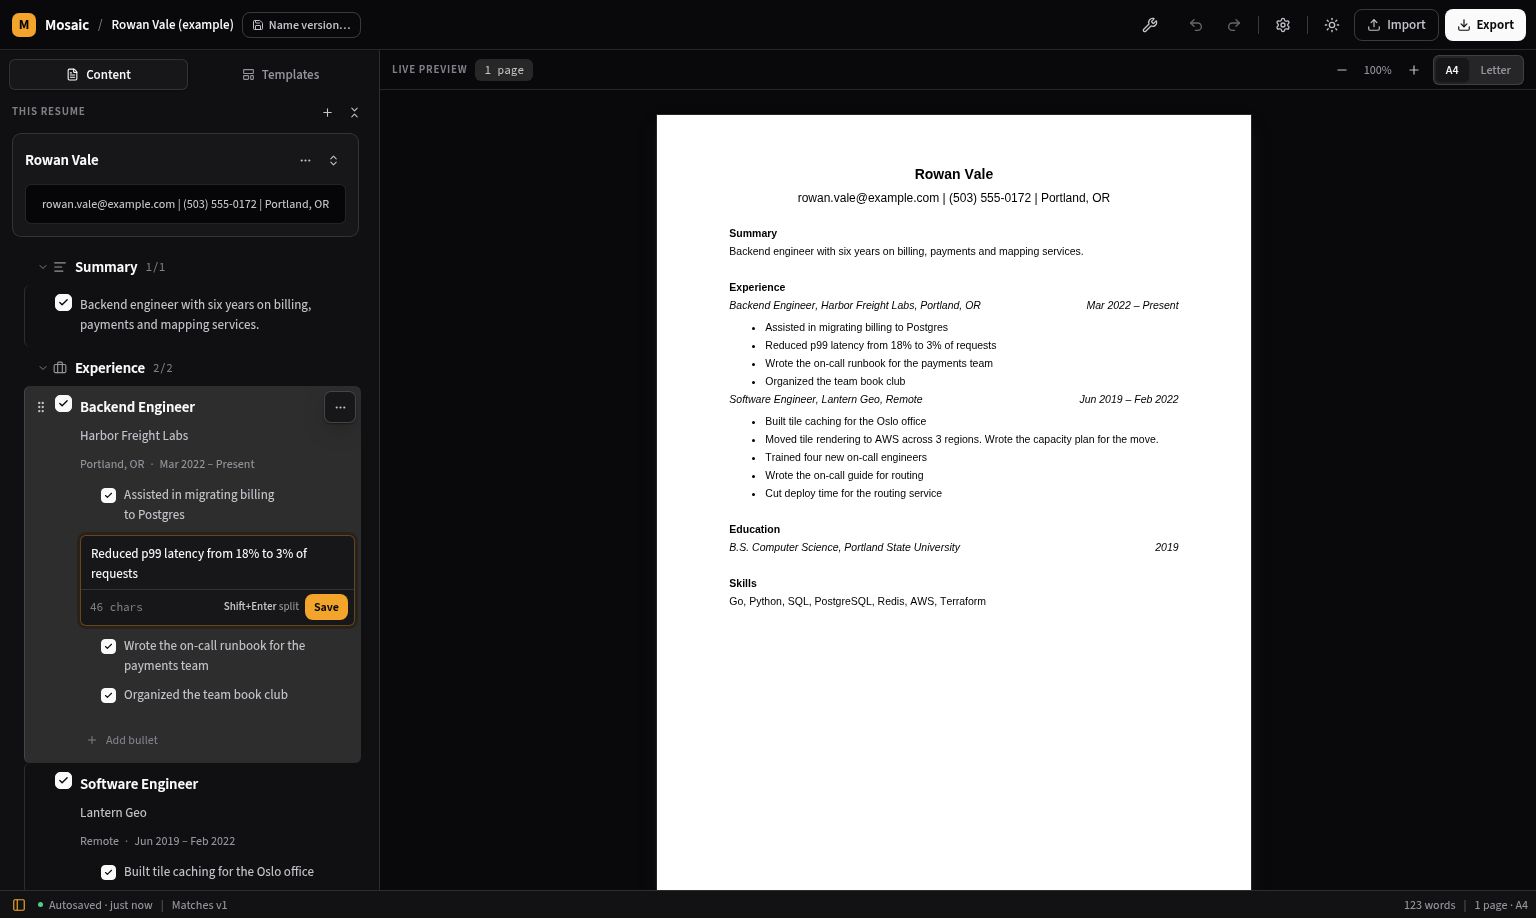 M Mosaic / Rowan Vale (example) Name version… Import Export
Content Templates
THIS RESUME
Rowan Vale
rowan.vale@example.com | (503) 555-0172 | Portland, OR
Summary 1/1
Backend engineer with six years on billing,
payments and mapping services.
Experience 2/2
Backend Engineer
Harbor Freight Labs
Portland, OR · Mar 2022 – Present
Assisted in migrating billing
to Postgres
Reduced p99 latency from 18% to 3% of
requests
46 chars Shift+Enter split Save
Wrote the on-call runbook for the
payments team
Organized the team book club
Add bullet
Software Engineer
Lantern Geo
Remote · Jun 2019 – Feb 2022
Built tile caching for the Oslo office
LIVE PREVIEW 1 page 100% A4 Letter
Rowan Vale
rowan.vale@example.com | (503) 555-0172 | Portland, OR
Summary
Backend engineer with six years on billing, payments and mapping services.
Experience
Backend Engineer, Harbor Freight Labs, Portland, OR Mar 2022 – Present
• Assisted in migrating billing to Postgres
• Reduced p99 latency from 18% to 3% of requests
• Wrote the on-call runbook for the payments team
• Organized the team book club
Software Engineer, Lantern Geo, Remote Jun 2019 – Feb 2022
• Built tile caching for the Oslo office
• Moved tile rendering to AWS across 3 regions. Wrote the capacity plan for the move.
• Trained four new on-call engineers
• Wrote the on-call guide for routing
• Cut deploy time for the routing service
Education
B.S. Computer Science, Portland State University 2019
Skills
Go, Python, SQL, PostgreSQL, Redis, AWS, Terraform
Autosaved · just now | Matches v1 123 words | 1 page · A4